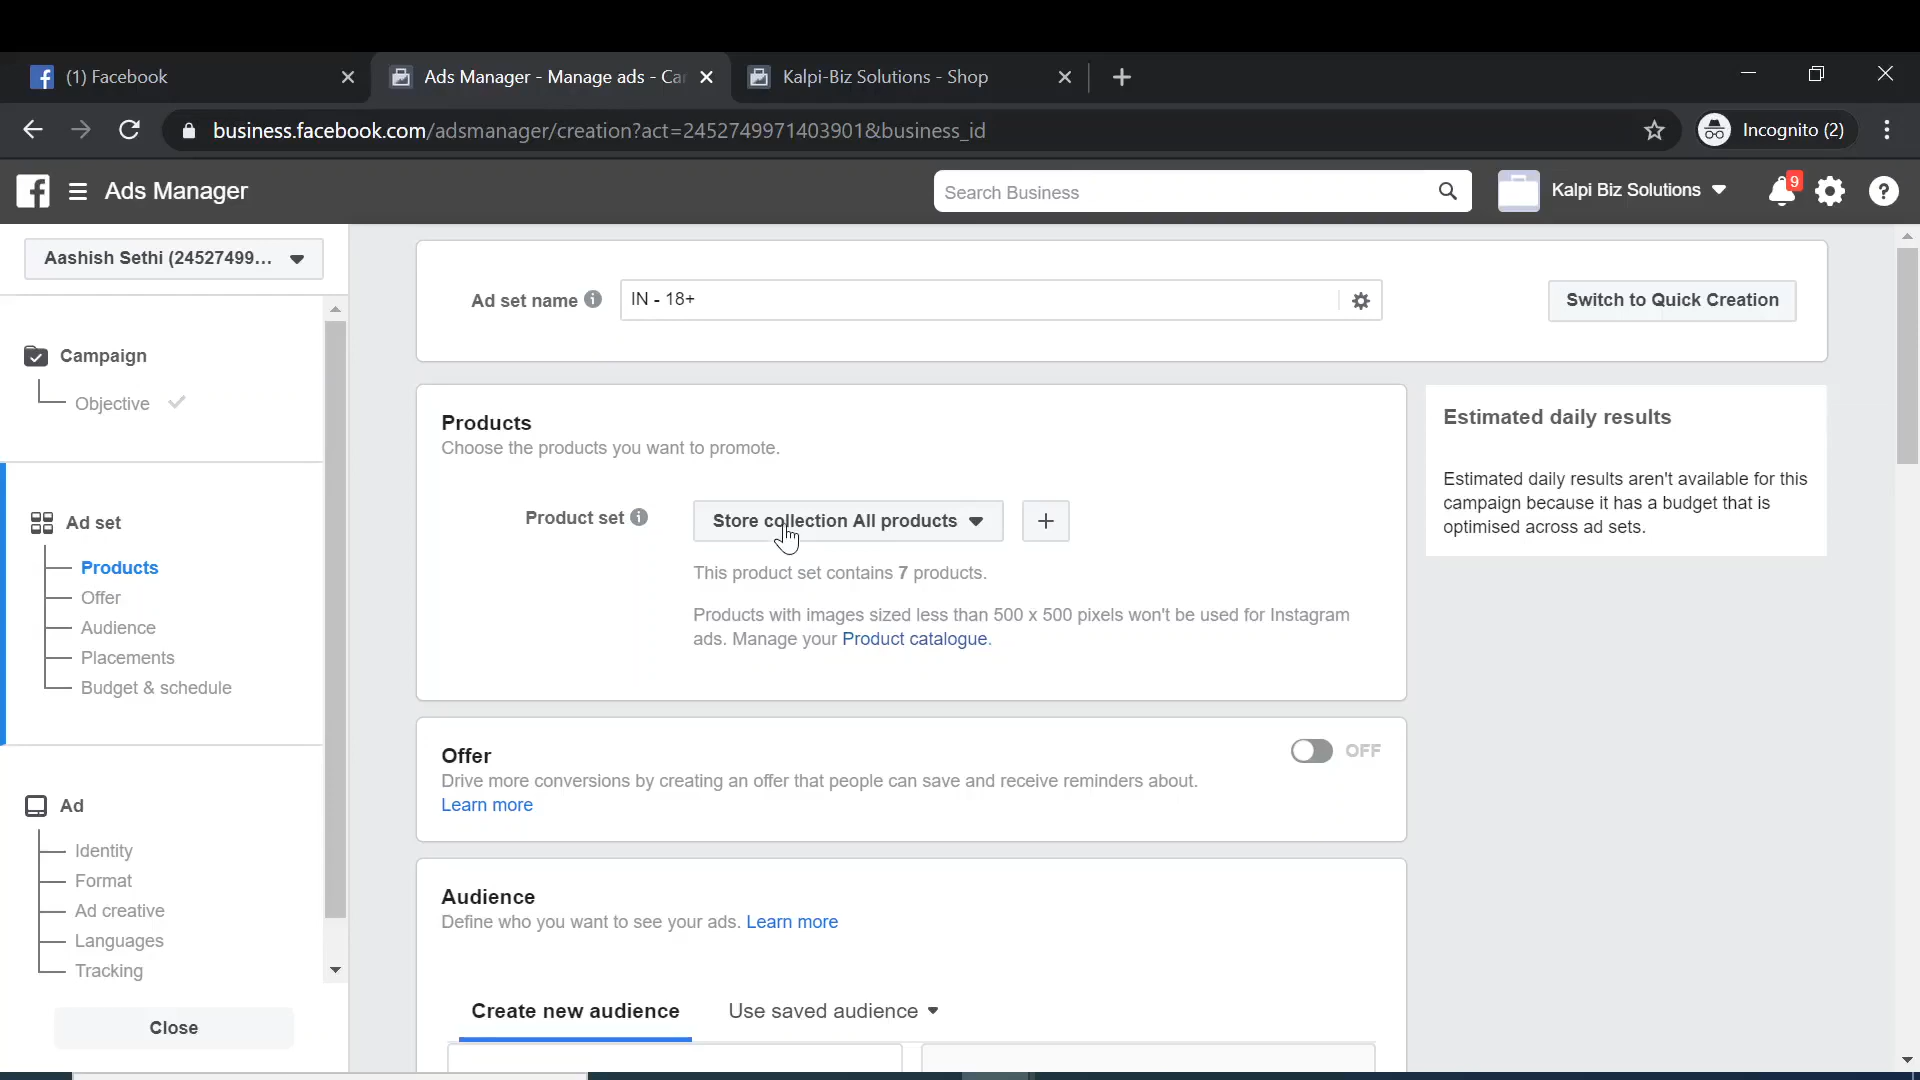 (1) Facebook
Ads Manager - Manage ads - Ca
Kalpi-Biz Solutions - Shop
business.facebook.com/adsmanager/creation?act=2452749971403901&business_id
Incognito (2)
Ads Manager
Search Business
Kalpi Biz Solutions
9
Aashish Sethi (24527499...
Ad set name
IN - 18+
Switch to Quick Creation
Campaign
Objective
Ad set
Products
Offer
Audience
Placements
Budget & schedule
Ad
Identity
Format
Ad creative
Languages
Tracking
Close
Products
Choose the products you want to promote.
Product set
Store collection All products
+
This product set contains 7 products.
Products with images sized less than 500 x 500 pixels won't be used for Instagram
ads. Manage your Product catalogue.
Estimated daily results
Estimated daily results aren't available for this
campaign because it has a budget that is
optimised across ad sets.
Offer
OFF
Drive more conversions by creating an offer that people can save and receive reminders about.
Learn more
Audience
Define who you want to see your ads. Learn more
Create new audience
Use saved audience